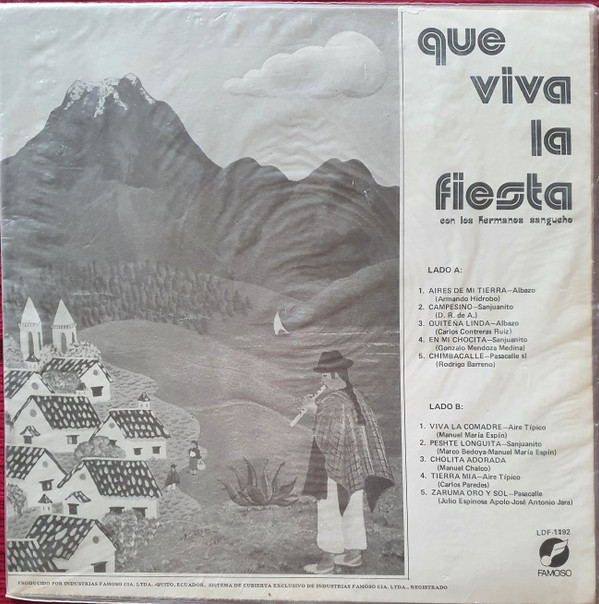 que
viva
la
fiesta
con los hermanos sangucho
LADO A:
1. AIRES DE MI TIERRA—Albazo
(Armando Hidrobo)
2. CAMPESINO—Sanjuanito
(D. R. de A.)
3. QUITEÑA LINDA—Albazo
(Carlos Contreras Ruiz)
4. EN MI CHOCITA—Sanjuanito
(Gonzalo Mendoza Medina)
5. CHIMBACALLE—Pasacalle s)
(Rodrigo Barreno)
LADO B:
1. VIVA LA COMADRE—Aire Típico
(Manuel María Espín)
2. PESHTE LONGUITA—Sanjuanito
(Marco Bedoya-Manuel María Espín)
3. CHOLITA ADORADA
(Manuel Chalco)
4. TIERRA MIA—Aire Típico
(Carlos Paredes)
5. ZARUMA ORO Y SOL—Pasacalle
(Julio Espinosa Apolo-José Antonio Jara)
LDF-1192
FAMOSO
PRODUCIDO POR INDUSTRIAS FAMOSO CIA. LTDA., QUITO, ECUADOR. SISTEMA DE CUBIERTA EXCLUSIVO DE INDUSTRIAS FAMOSO CIA. LTDA., REGISTRADO